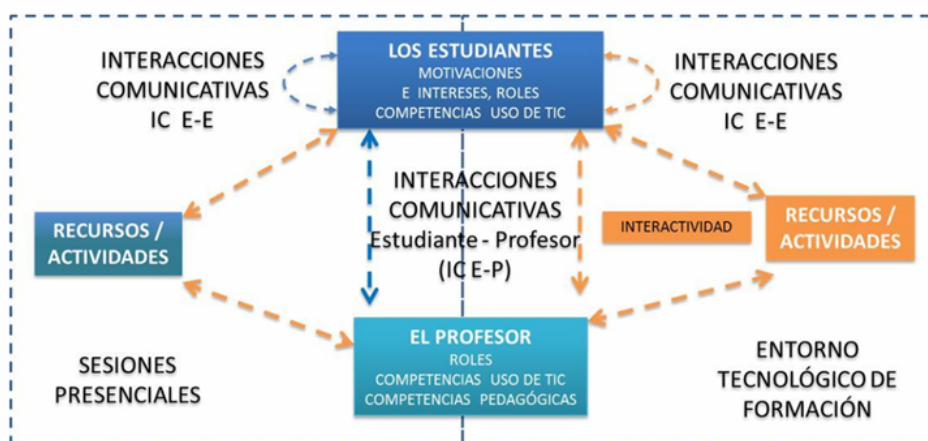 INTERACCIONES
COMUNICATIVAS
IC E-E
LOS ESTUDIANTES
MOTIVACIONES
E INTERESES, ROLES
COMPETENCIAS USO DE TIC
INTERACCIONES
COMUNICATIVAS
IC E-E
RECURSOS /
ACTIVIDADES
INTERACCIONES
COMUNICATIVAS
Estudiante - Profesor
(IC E-P)
INTERACTIVIDAD
RECURSOS /
ACTIVIDADES
SESIONES
PRESENCIALES
EL PROFESOR
ROLES
COMPETENCIAS USO DE TIC
COMPETENCIAS PEDAGÓGICAS
ENTORNO
TECNOLÓGICO DE
FORMACIÓN